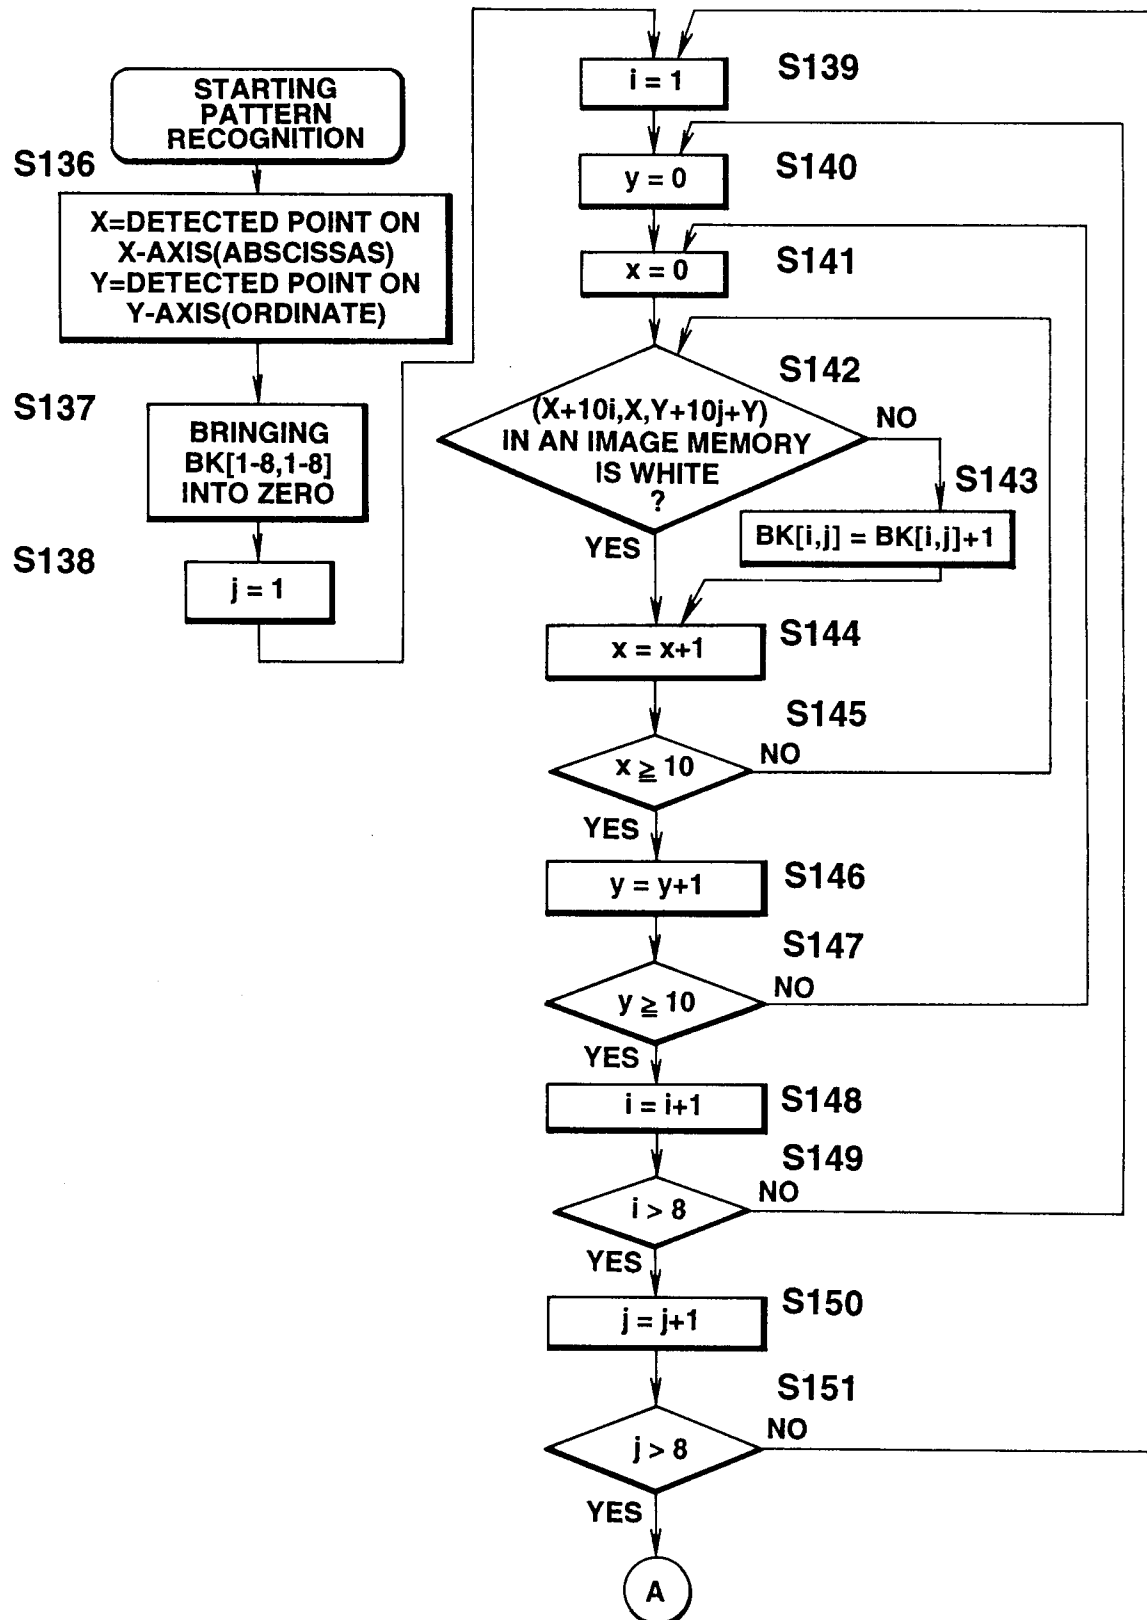 STARTING
PATTERN
RECOGNITION
S136
X=DETECTED POINT ON
X-AXIS(ABSCISSAS)
Y=DETECTED POINT ON
Y-AXIS(ORDINATE)
S137
BRINGING
BK[1-8,1-8]
INTO ZERO
S138
j = 1
i = 1
S139
y = 0
S140
x = 0
S141
S142
(X+10i,X,Y+10j+Y)
IN AN IMAGE MEMORY
IS WHITE
?
NO
YES
S143
BK[i,j] = BK[i,j]+1
S144
x = x+1
S145
x ≧ 10
NO
YES
S146
y = y+1
S147
y ≧ 10
NO
YES
S148
i = i+1
S149
i > 8
NO
YES
S150
j = j+1
S151
j > 8
NO
YES
A